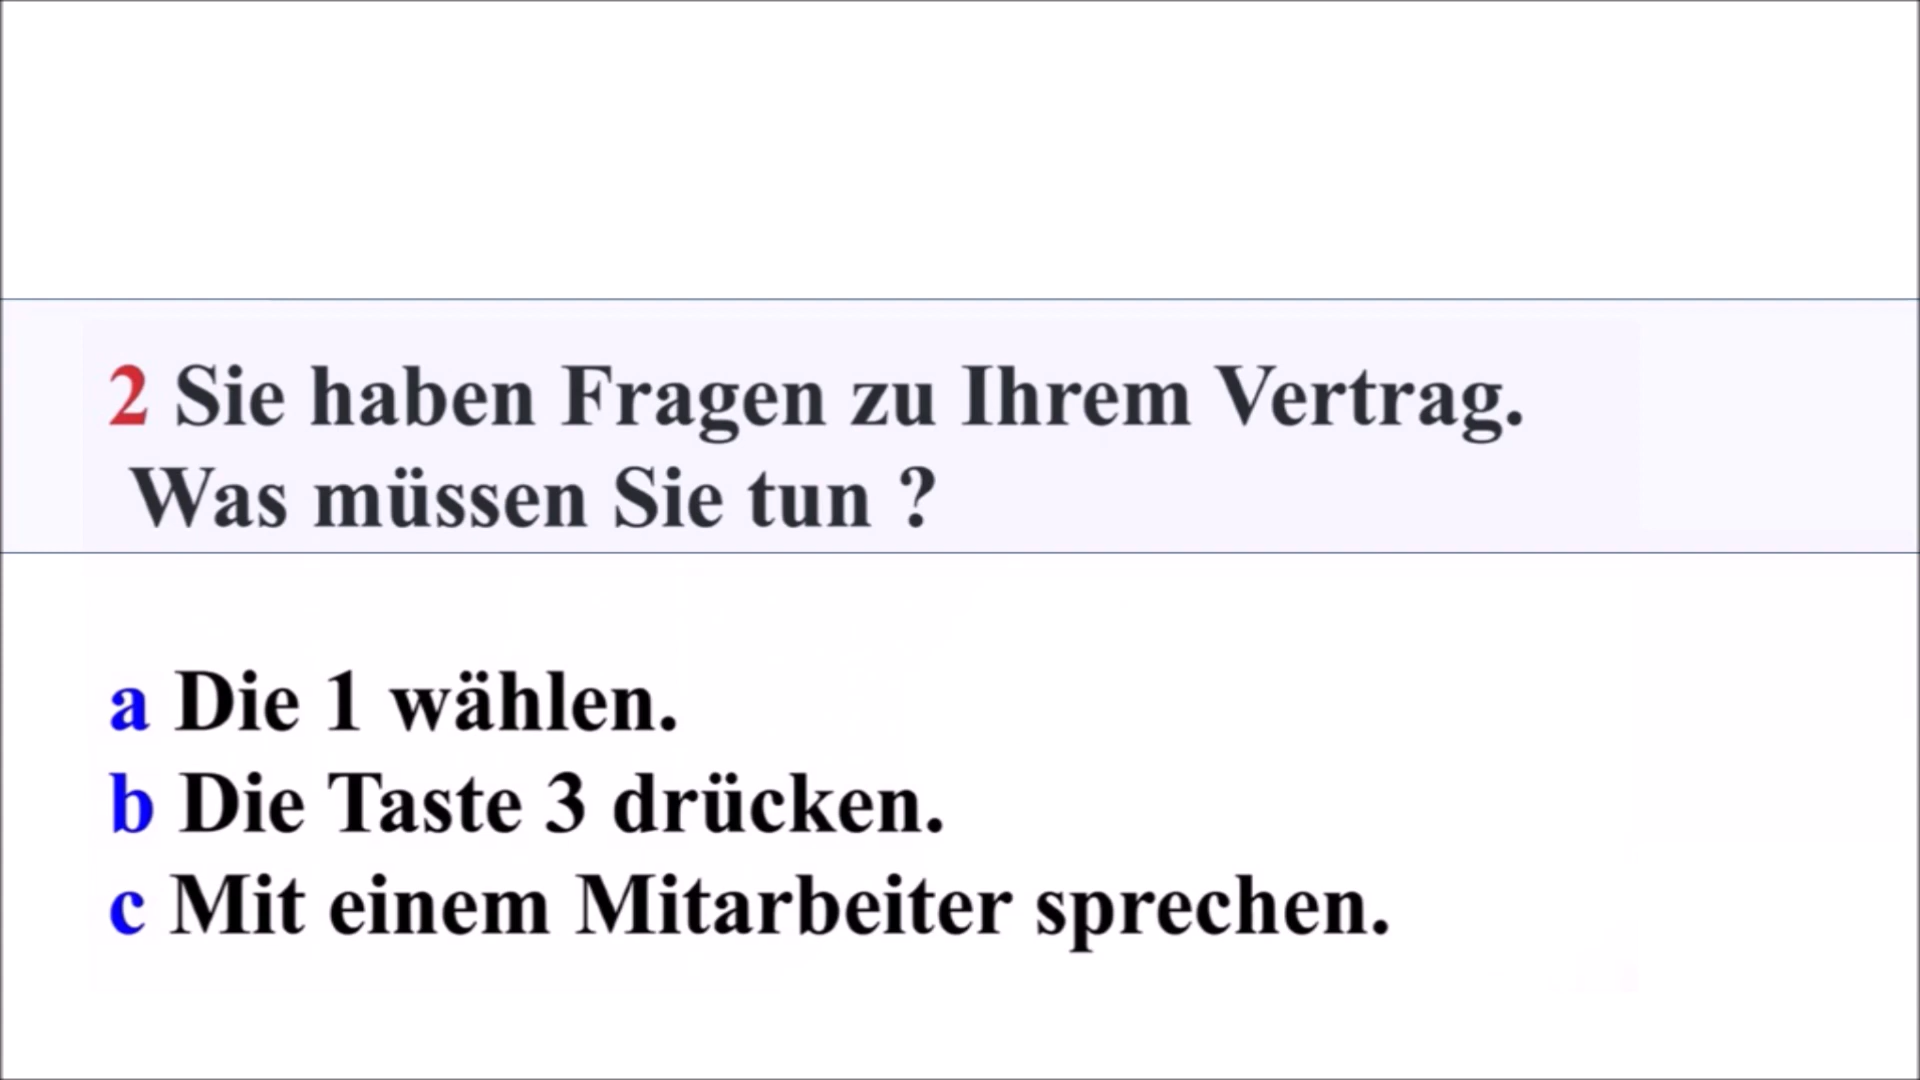 2 Sie haben Fragen zu Ihrem Vertrag.
Was müssen Sie tun ?
a Die 1 wählen.
b Die Taste 3 drücken.
c Mit einem Mitarbeiter sprechen.